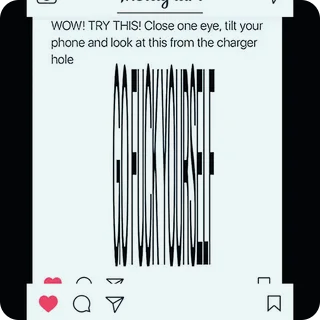 WOW! TRY THIS! Close one eye, tilt your
phone and look at this from the charger
hole
GO FUCK YOURSELF